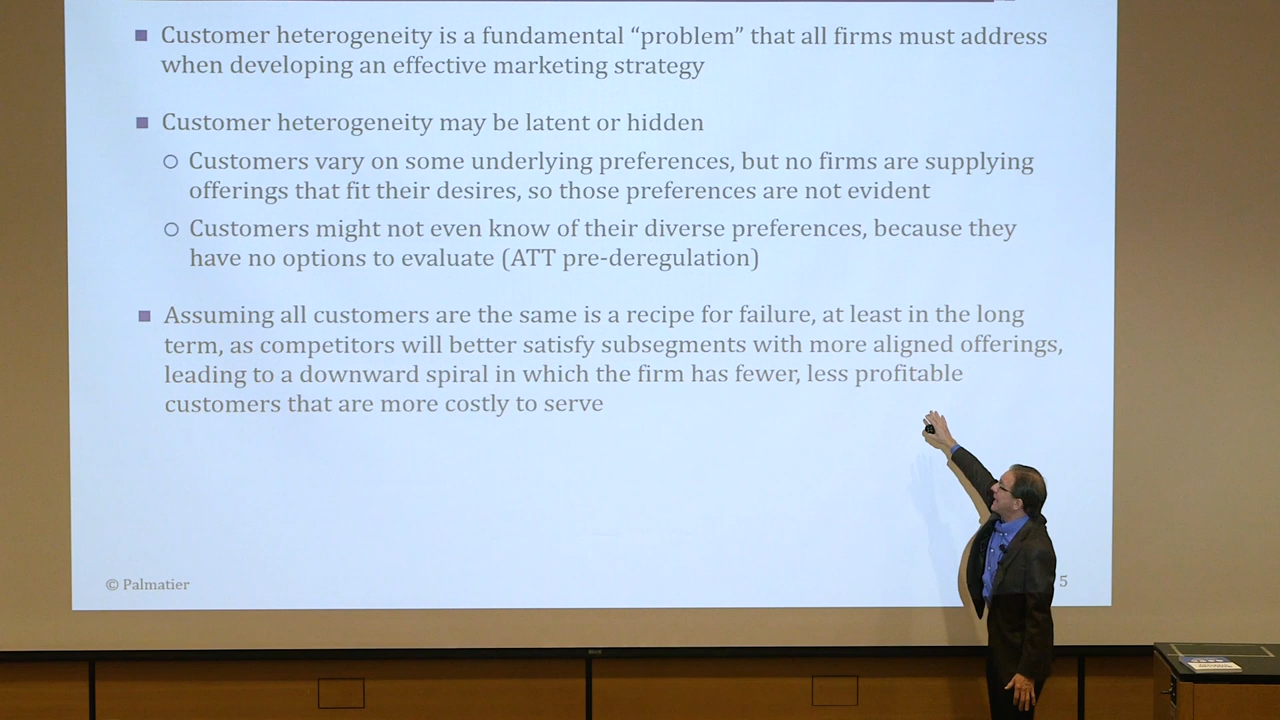 ■ Customer heterogeneity is a fundamental “problem” that all firms must address
when developing an effective marketing strategy
■ Customer heterogeneity may be latent or hidden
○ Customers vary on some underlying preferences, but no firms are supplying
offerings that fit their desires, so those preferences are not evident
○ Customers might not even know of their diverse preferences, because they
have no options to evaluate (ATT pre-deregulation)
■ Assuming all customers are the same is a recipe for failure, at least in the long
term, as competitors will better satisfy subsegments with more aligned offerings,
leading to a downward spiral in which the firm has fewer, less profitable
customers that are more costly to serve
© Palmatier
5